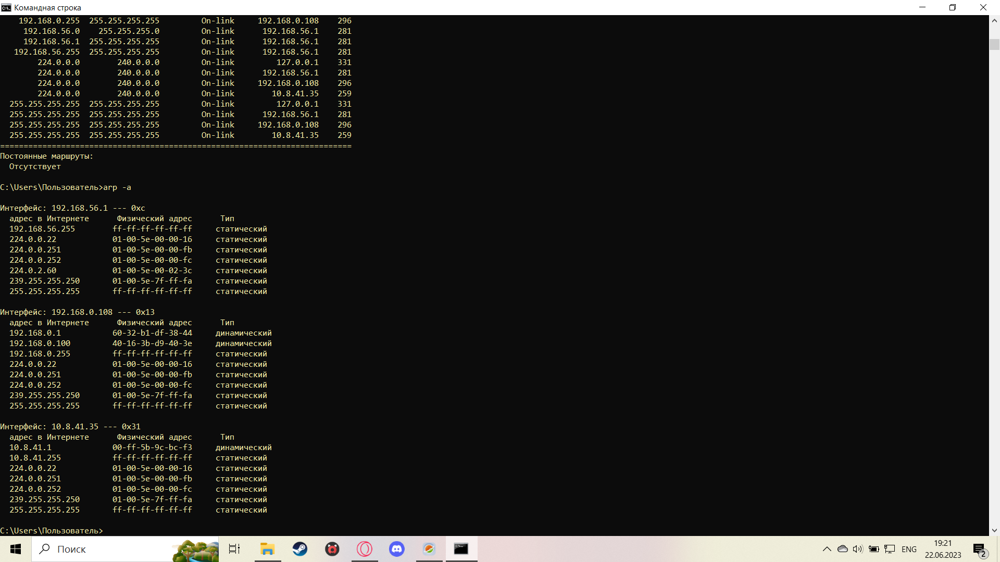 Командная строка
192.168.0.255  255.255.255.255         On-link     192.168.0.108    296
192.168.56.0    255.255.255.0         On-link      192.168.56.1    281
192.168.56.1  255.255.255.255         On-link      192.168.56.1    281
192.168.56.255  255.255.255.255         On-link      192.168.56.1    281
224.0.0.0        240.0.0.0         On-link         127.0.0.1    331
224.0.0.0        240.0.0.0         On-link      192.168.56.1    281
224.0.0.0        240.0.0.0         On-link     192.168.0.108    296
224.0.0.0        240.0.0.0         On-link        10.8.41.35    259
255.255.255.255  255.255.255.255         On-link         127.0.0.1    331
255.255.255.255  255.255.255.255         On-link      192.168.56.1    281
255.255.255.255  255.255.255.255         On-link     192.168.0.108    296
255.255.255.255  255.255.255.255         On-link        10.8.41.35    259
===========================================================================
Постоянные маршруты:
Отсутствует
C:\Users\Пользователь>arp -a
Интерфейс: 192.168.56.1 --- 0xc
адрес в Интернете      Физический адрес      Тип
192.168.56.255        ff-ff-ff-ff-ff-ff     статический
224.0.0.22            01-00-5e-00-00-16     статический
224.0.0.251           01-00-5e-00-00-fb     статический
224.0.0.252           01-00-5e-00-00-fc     статический
224.0.2.60            01-00-5e-00-02-3c     статический
239.255.255.250       01-00-5e-7f-ff-fa     статический
255.255.255.255       ff-ff-ff-ff-ff-ff     статический
Интерфейс: 192.168.0.108 --- 0x13
адрес в Интернете      Физический адрес      Тип
192.168.0.1           60-32-b1-df-38-44     динамический
192.168.0.100         40-16-3b-d9-40-3e     динамический
192.168.0.255         ff-ff-ff-ff-ff-ff     статический
224.0.0.22            01-00-5e-00-00-16     статический
224.0.0.251           01-00-5e-00-00-fb     статический
224.0.0.252           01-00-5e-00-00-fc     статический
239.255.255.250       01-00-5e-7f-ff-fa     статический
255.255.255.255       ff-ff-ff-ff-ff-ff     статический
Интерфейс: 10.8.41.35 --- 0x31
адрес в Интернете      Физический адрес      Тип
10.8.41.1             00-ff-5b-9c-bc-f3     динамический
10.8.41.255           ff-ff-ff-ff-ff-ff     статический
224.0.0.22            01-00-5e-00-00-16     статический
224.0.0.251           01-00-5e-00-00-fb     статический
224.0.0.252           01-00-5e-00-00-fc     статический
239.255.255.250       01-00-5e-7f-ff-fa     статический
255.255.255.255       ff-ff-ff-ff-ff-ff     статический
C:\Users\Пользователь>
Поиск
ENG
19:21
22.06.2023
2